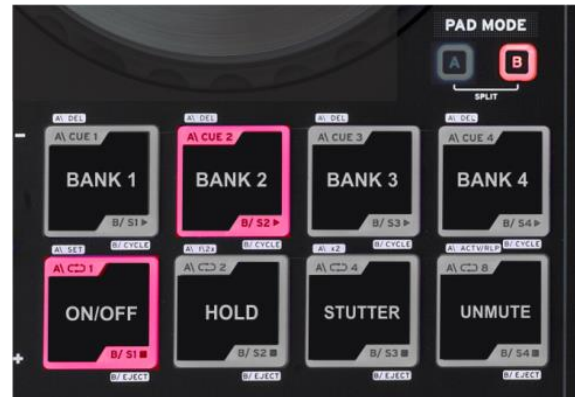 PAD MODE
A B
SPLIT
A\ DEL A\ DEL A\ DEL A\ DEL
A\ CUE 1 A\ CUE 2 A\ CUE 3 A\ CUE 4
BANK 1 BANK 2 BANK 3 BANK 4
B/ S1▶ B/ S2▶ B/ S3▶ B/ S4▶
B/ CYCLE B/ CYCLE B/ CYCLE B/ CYCLE
A\ SET A\ 1\2x A\ x2 A\ ACTV/RLP
A\ 1 A\ 2 A\ 4 A\ 8
ON/OFF HOLD STUTTER UNMUTE
B/ S1■ B/ S2■ B/ S3■ B/ S4■
B/ EJECT B/ EJECT B/ EJECT B/ EJECT